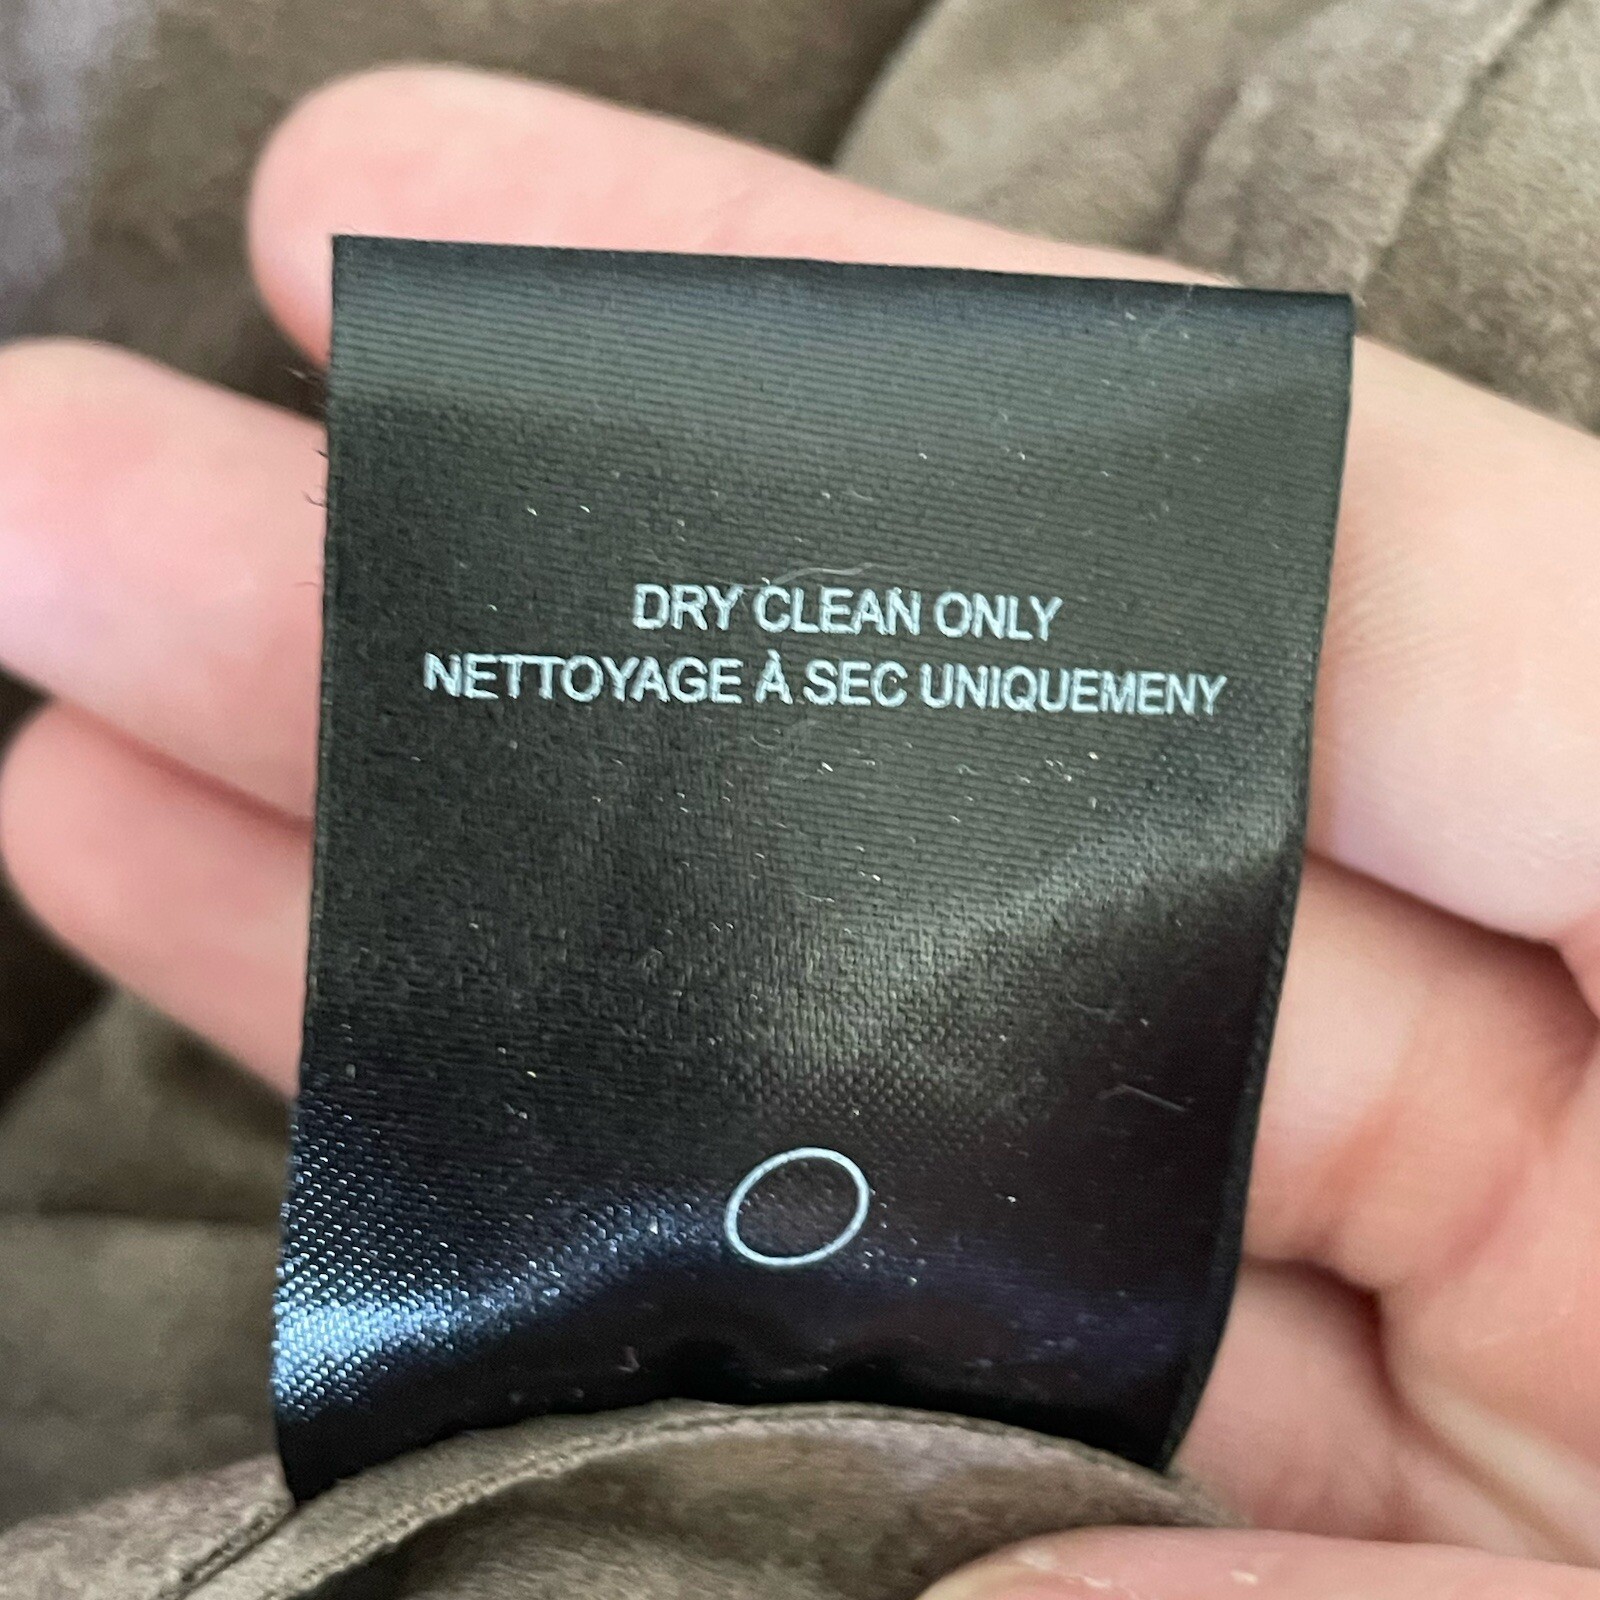 DRY CLEAN ONLY
NETTOYAGE À SEC UNIQUEMENY